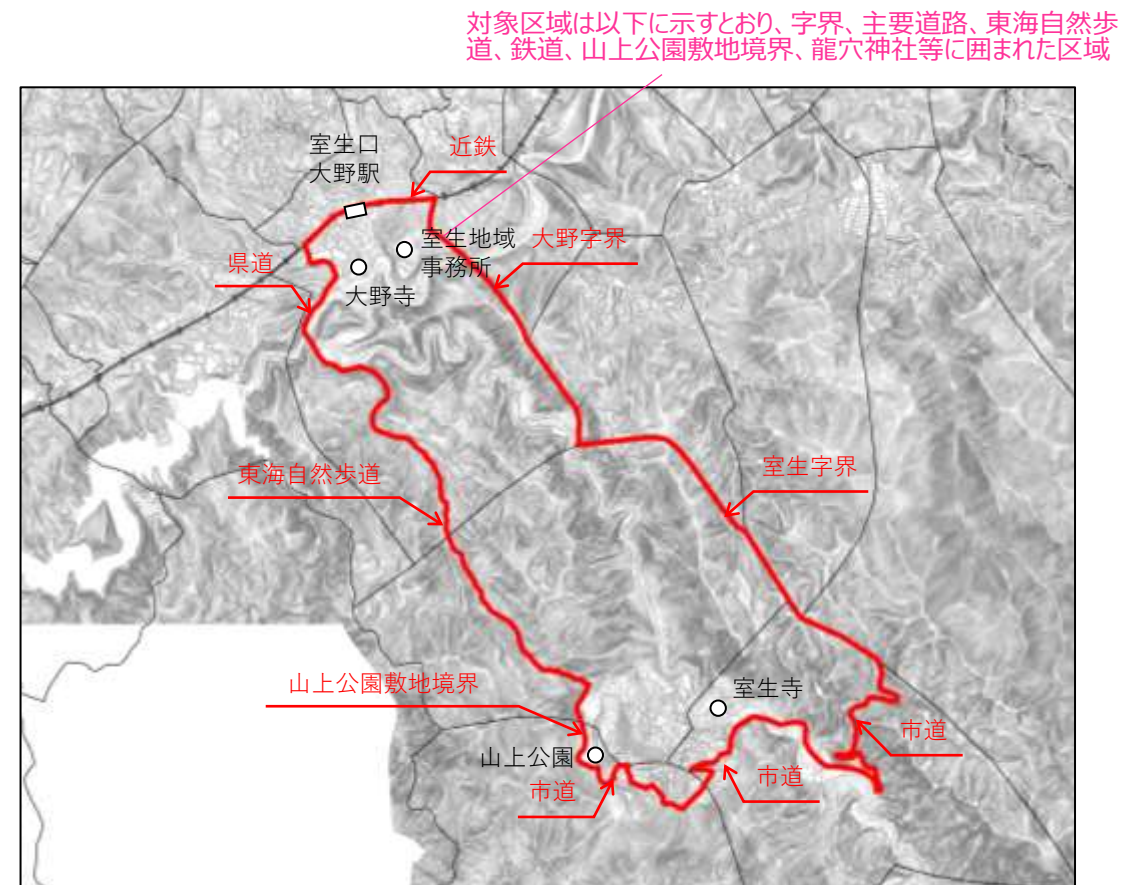 対象区域は以下に示すとおり、字界、主要道路、東海自然歩
道、鉄道、山上公園敷地境界、龍穴神社等に囲まれた区域
室生口
大野駅
近鉄
室生地域
事務所
大野字界
県道
大野寺
東海自然歩道
室生字界
山上公園敷地境界
室生寺
市道
山上公園
市道
市道